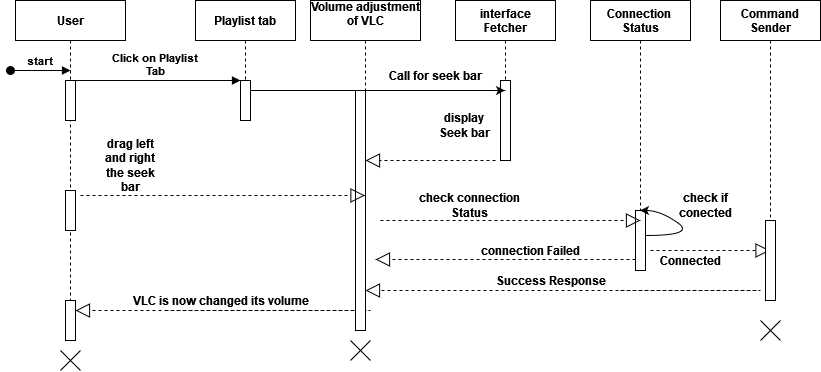 User
Playlist tab
Volume adjustment
of VLC
interface
Fetcher
Connection
Status
Command
Sender
start
Click on Playlist
Tab
Call for seek bar
display
Seek bar
drag left
and right
the seek
bar
check connection
Status
check if
conected
connection Failed
Connected
Success Response
VLC is now changed its volume